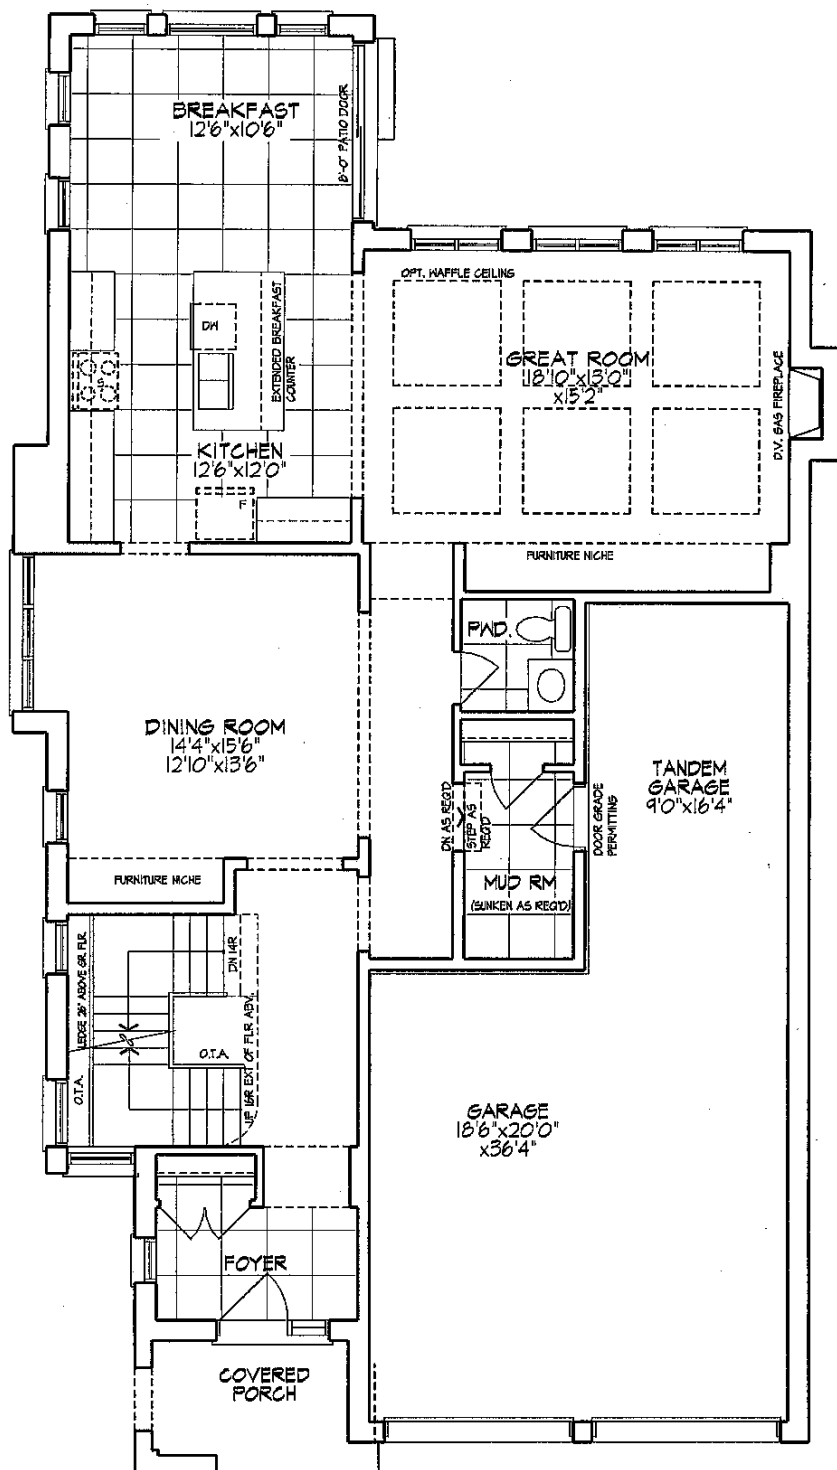 BREAKFAST
12'6"x10'6"
8'-0" PATIO DOOR
OPT. WAFFLE CEILING
DW
EXTENDED BREAKFAST
COUNTER
GREAT ROOM
18'10"x13'0"
x15'2"
D.V. GAS FIREPLACE
KITCHEN
12'6"x12'0"
F
FURNITURE NICHE
PWD.
DINING ROOM
14'4"x15'6"
12'10"x13'6"
TANDEM
GARAGE
9'0"x16'4"
DN AS REQ'D
STEP AS
REQ'D
DOOR GRADE
PERMITTING
MUD RM
(SUNKEN AS REQ'D)
FURNITURE NICHE
LEDGE 26" ABOVE GR. FLR.
DN 14R
O.T.A.
O.T.A.
UP 16R EXT OF FLR ABV.
GARAGE
18'6"x20'0"
x36'4"
FOYER
COVERED
PORCH